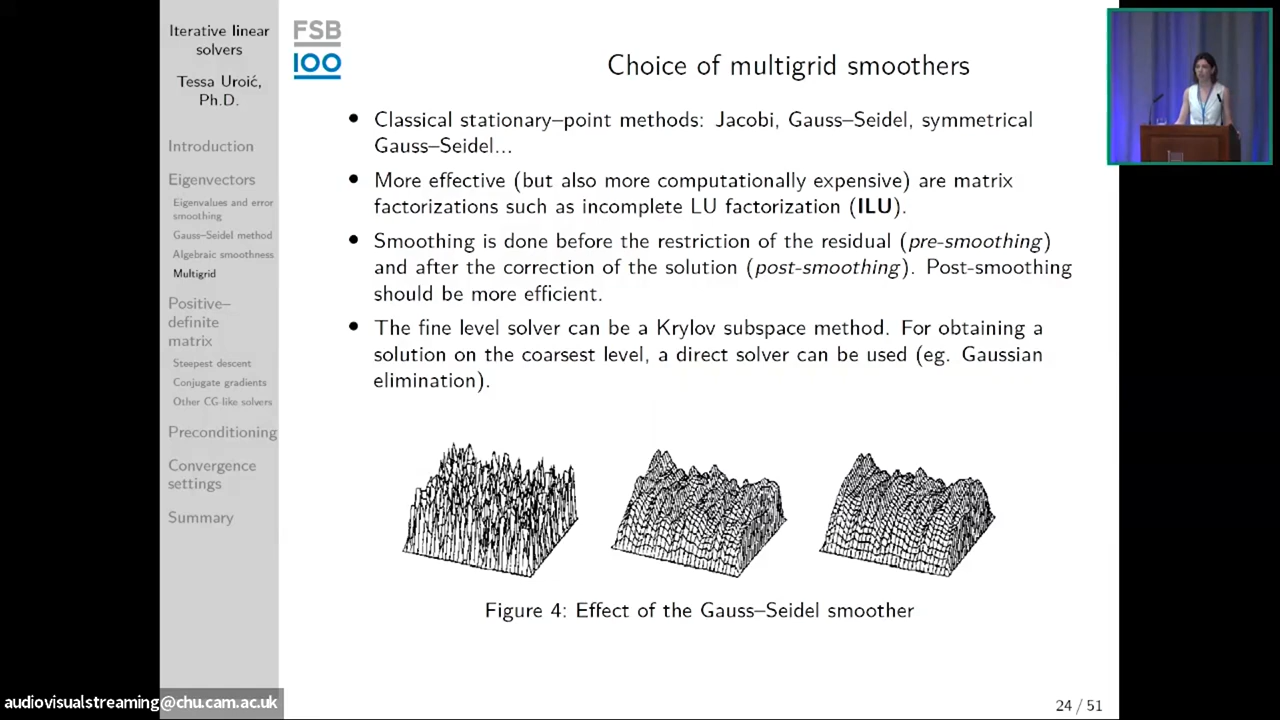 Iterative linear
solvers
Tessa Uroić,
Ph.D.
Introduction
Eigenvectors
Eigenvalues and error
smoothing
Gauss–Seidel method
Algebraic smoothness
Multigrid
Positive–
definite
matrix
Steepest descent
Conjugate gradients
Other CG-like solvers
Preconditioning
Convergence
settings
Summary
FSB
100
Choice of multigrid smoothers
• Classical stationary–point methods: Jacobi, Gauss–Seidel, symmetrical
Gauss–Seidel...
• More effective (but also more computationally expensive) are matrix
factorizations such as incomplete LU factorization (ILU).
• Smoothing is done before the restriction of the residual (pre-smoothing)
and after the correction of the solution (post-smoothing). Post-smoothing
should be more efficient.
• The fine level solver can be a Krylov subspace method. For obtaining a
solution on the coarsest level, a direct solver can be used (eg. Gaussian
elimination).
Figure 4: Effect of the Gauss–Seidel smoother
audiovisualstreaming@chu.cam.ac.uk
24 / 51